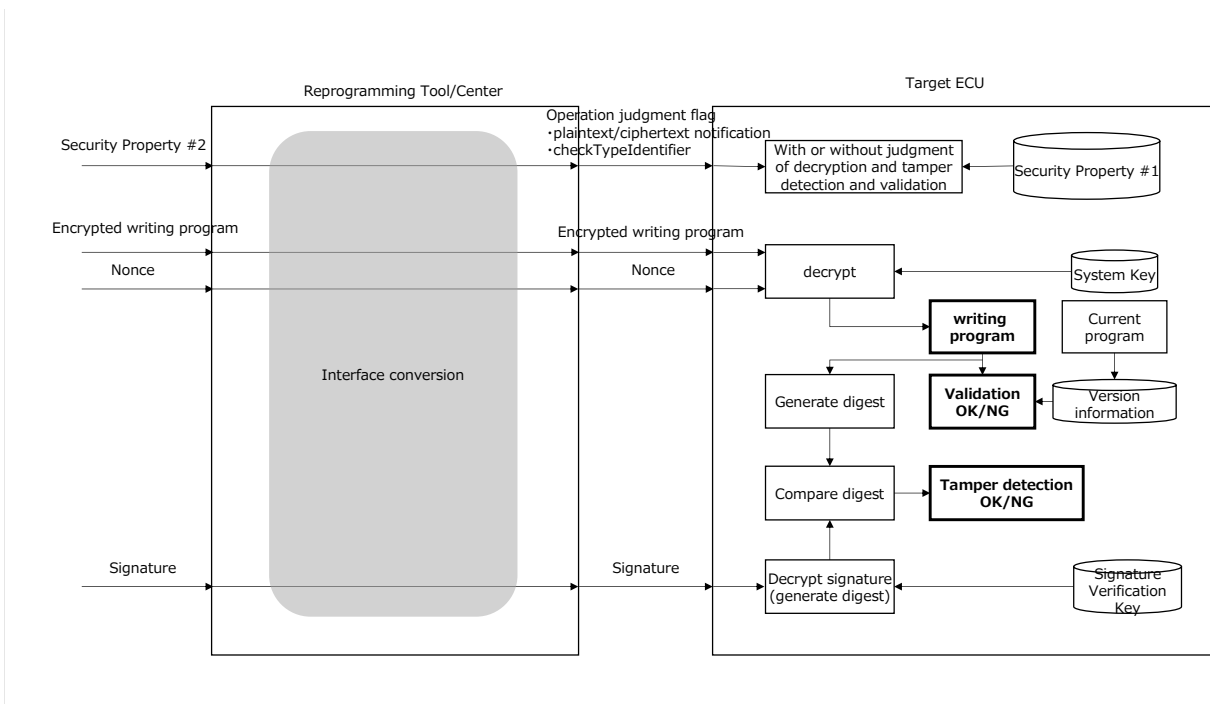 Reprogramming Tool/Center
Target ECU
Security Property #2
Operation judgment flag
・plaintext/ciphertext notification
・checkTypeIdentifier
With or without judgment
of decryption and tamper
detection and validation
Security Property #1
Encrypted writing program
Encrypted writing program
Nonce
Nonce
decrypt
System Key
writing
program
Current
program
Interface conversion
Generate digest
Validation
OK/NG
Version
information
Compare digest
Tamper detection
OK/NG
Signature
Signature
Decrypt signature
(generate digest)
Signature
Verification
Key